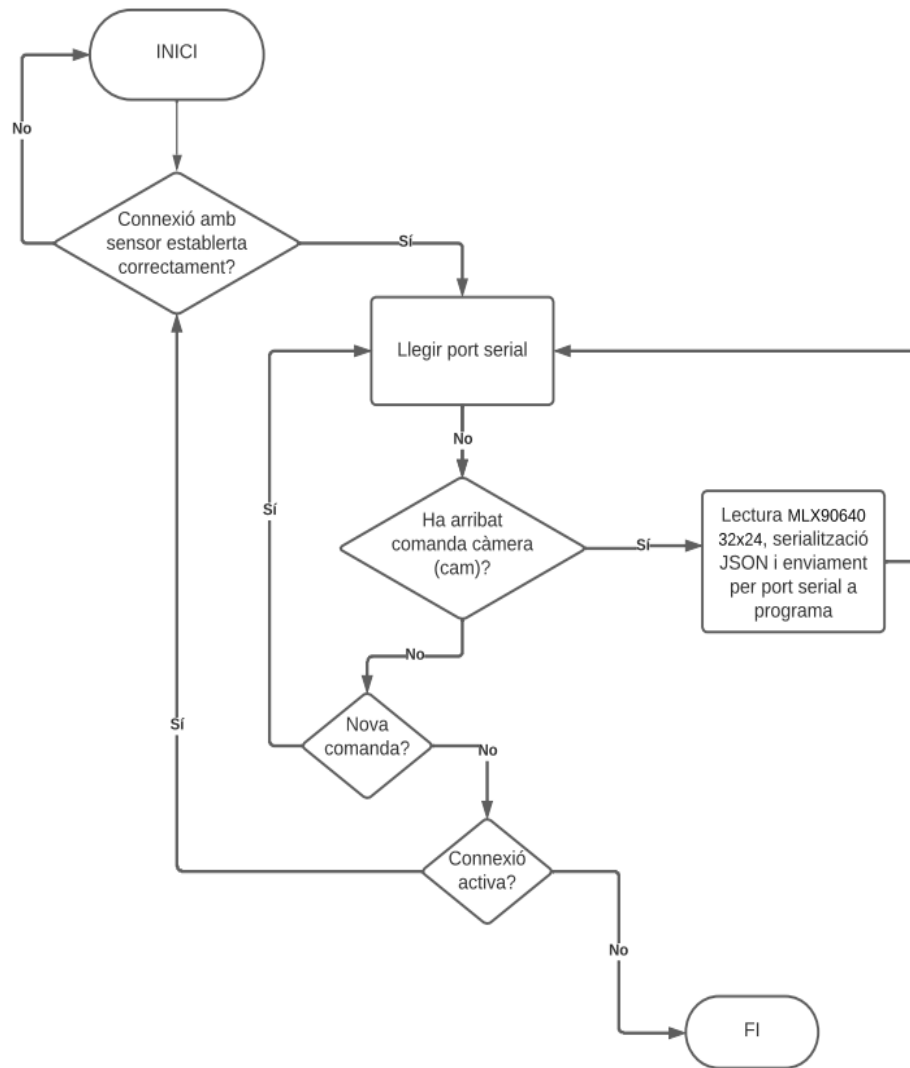 INICI
No
Connexió amb
sensor establerta
correctament?
Sí
Llegir port serial
No
Sí
Ha arribat
comanda càmera
(cam)?
Sí
Lectura MLX90640
32x24, serialització
JSON i enviament
per port serial a
programa
No
Sí
Nova
comanda?
No
Connexió
activa?
No
FI